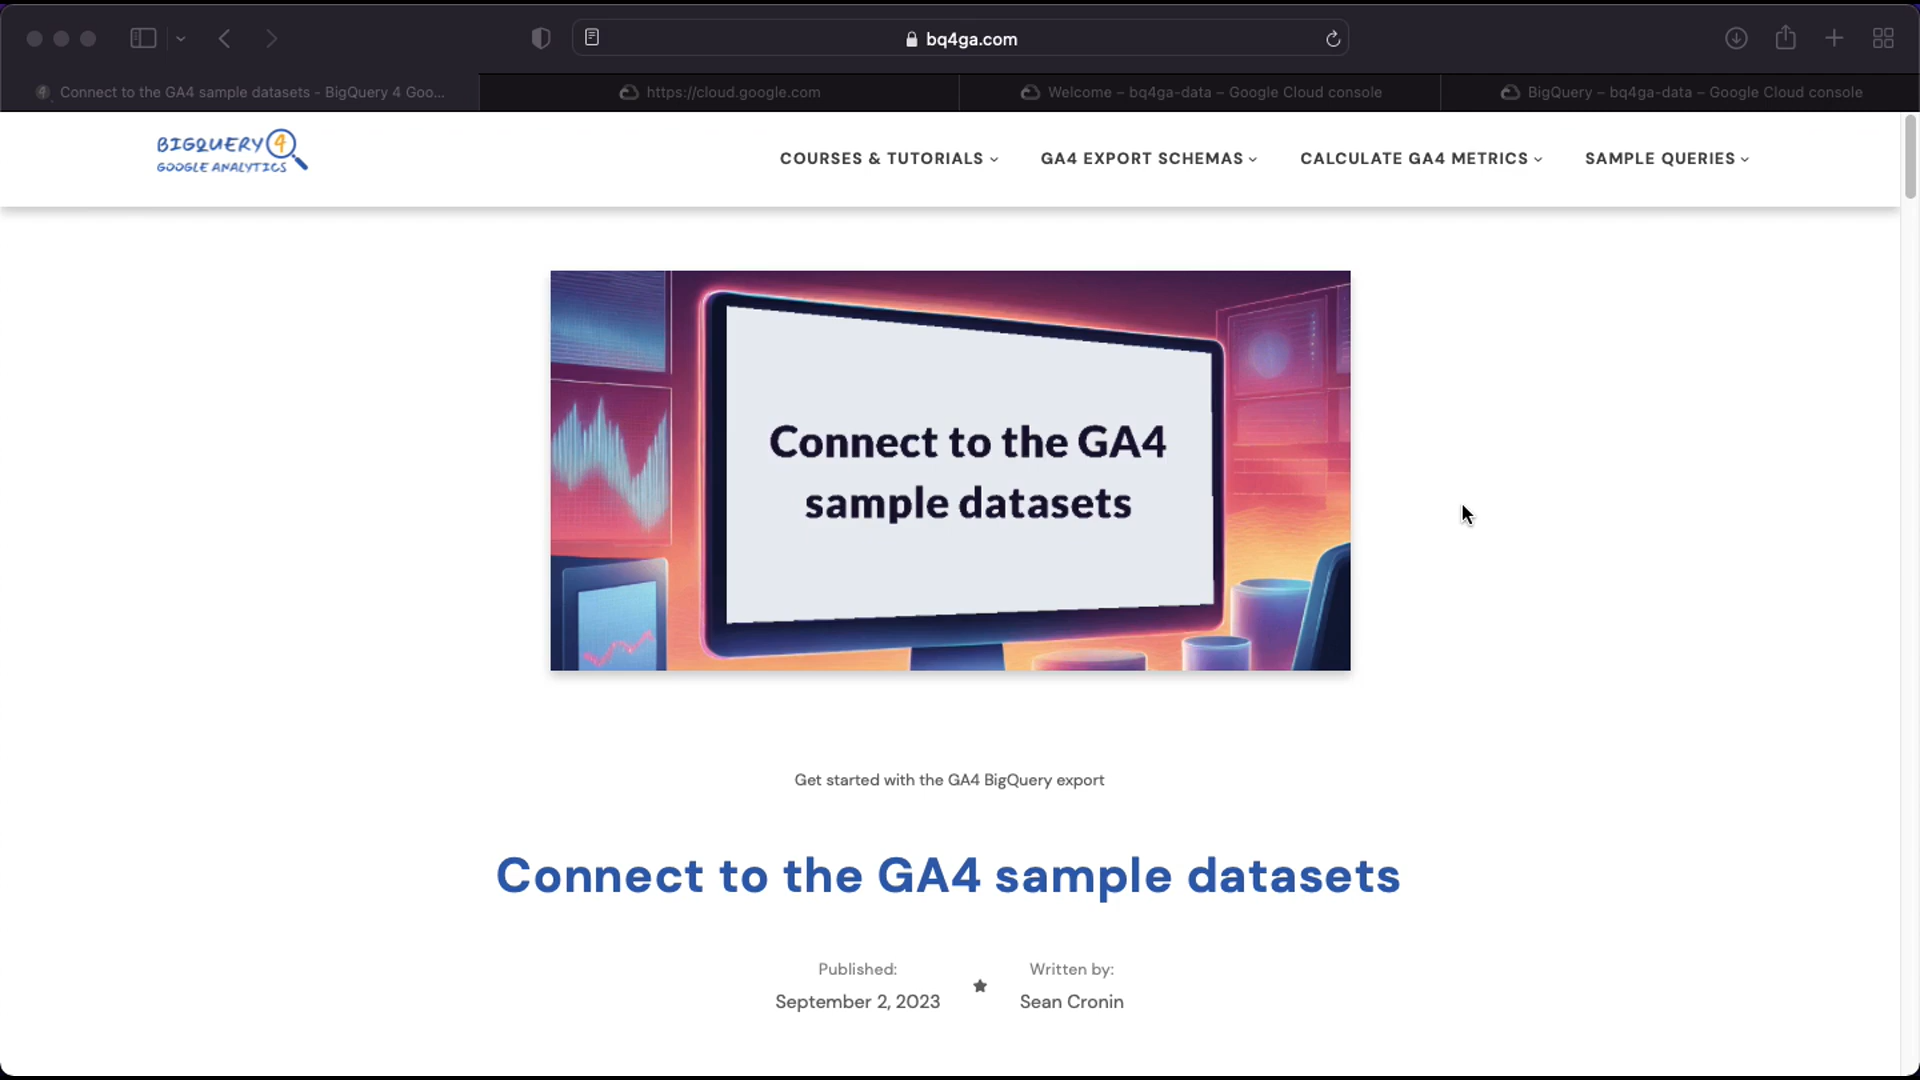 bq4ga.com
Connect to the GA4 sample datasets - BigQuery 4 Goo...
https://cloud.google.com
Welcome – bq4ga-data – Google Cloud console
BigQuery – bq4ga-data – Google Cloud console
BIGQUERY 4
GOOGLE ANALYTICS
COURSES & TUTORIALS
GA4 EXPORT SCHEMAS
CALCULATE GA4 METRICS
SAMPLE QUERIES
Connect to the GA4
sample datasets
Get started with the GA4 BigQuery export
Connect to the GA4 sample datasets
Published:
September 2, 2023
Written by:
Sean Cronin